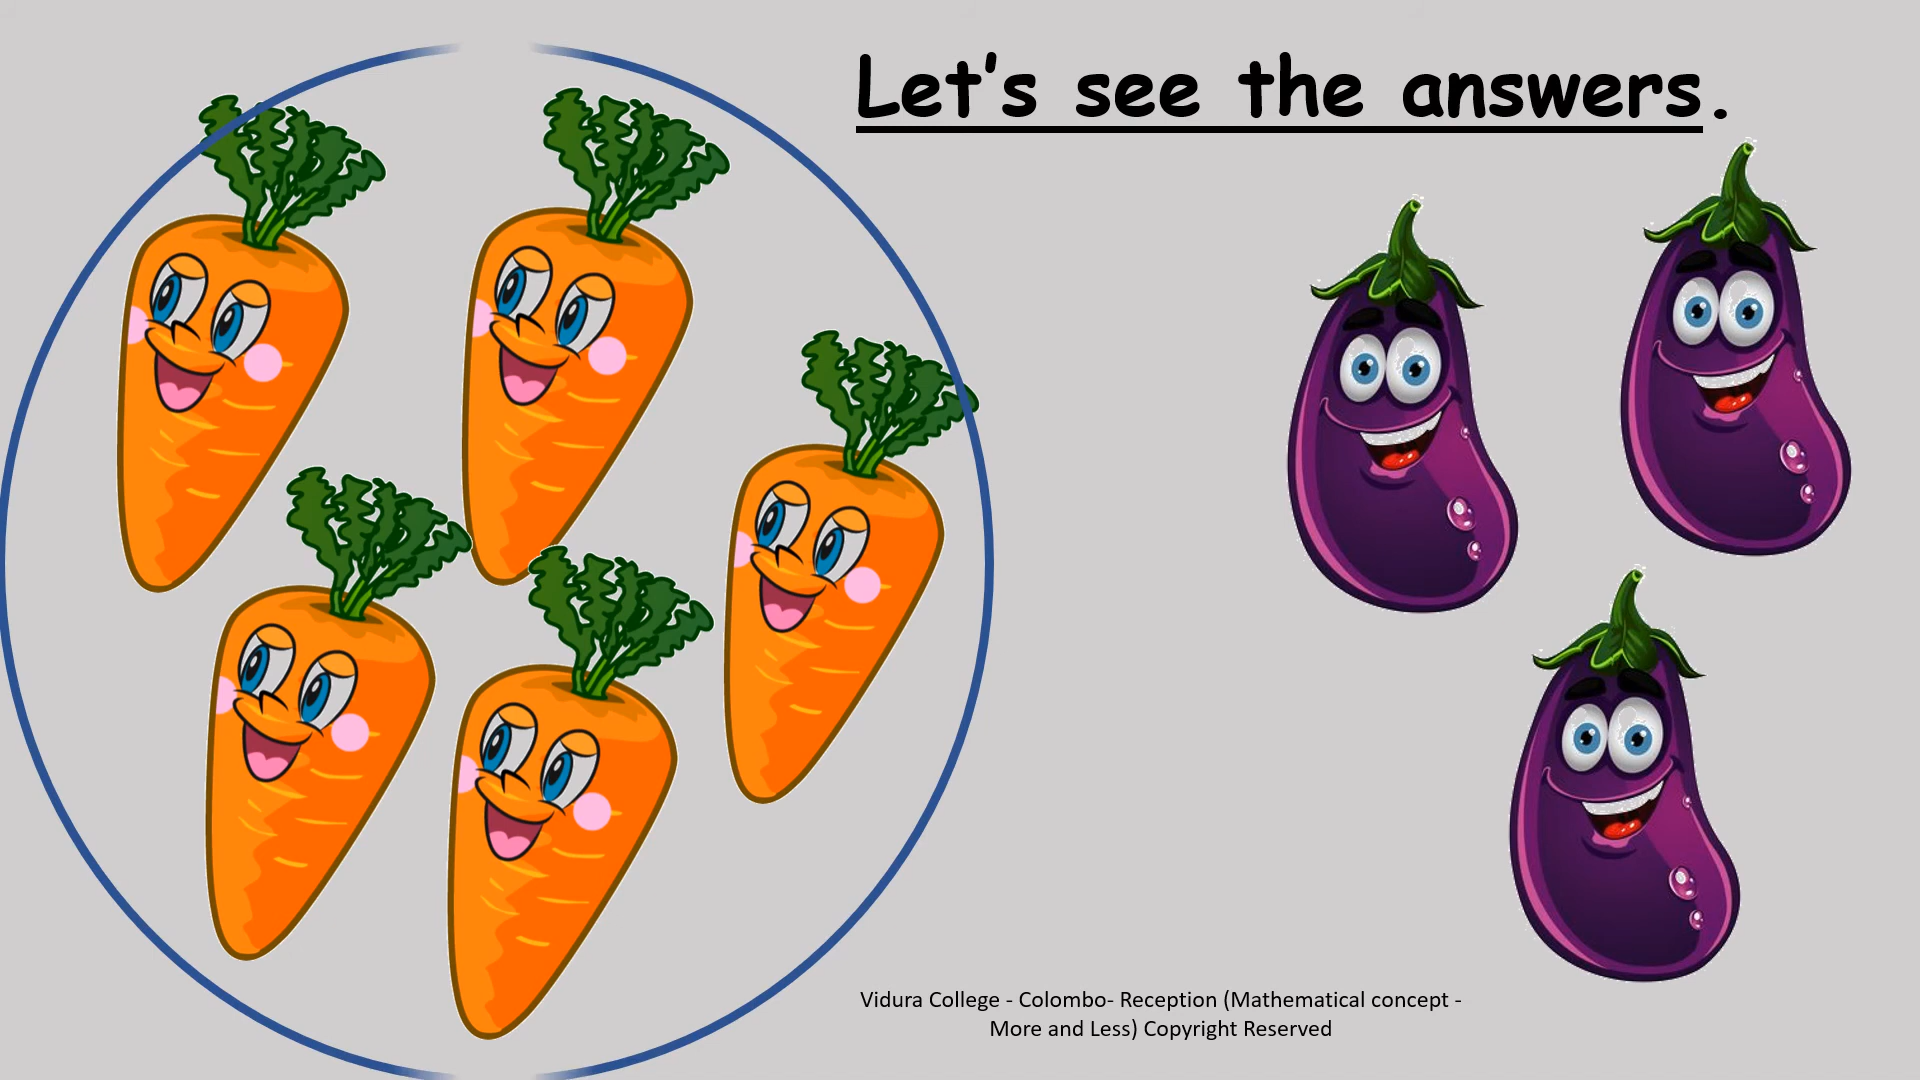 Let's see the answers.
Vidura College - Colombo- Reception (Mathematical concept -
More and Less) Copyright Reserved